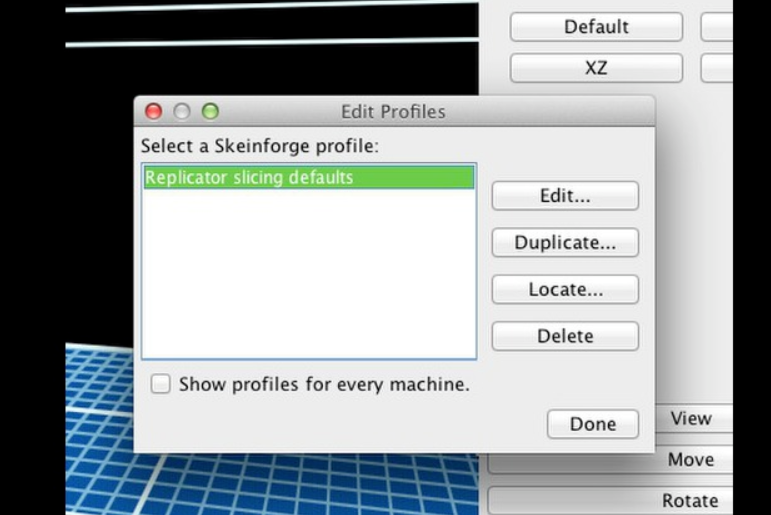 Default
XZ
Edit Profiles
Select a Skeinforge profile:
Replicator slicing defaults
Edit...
Duplicate...
Locate...
Delete
Show profiles for every machine.
Done
View
Move
Rotate